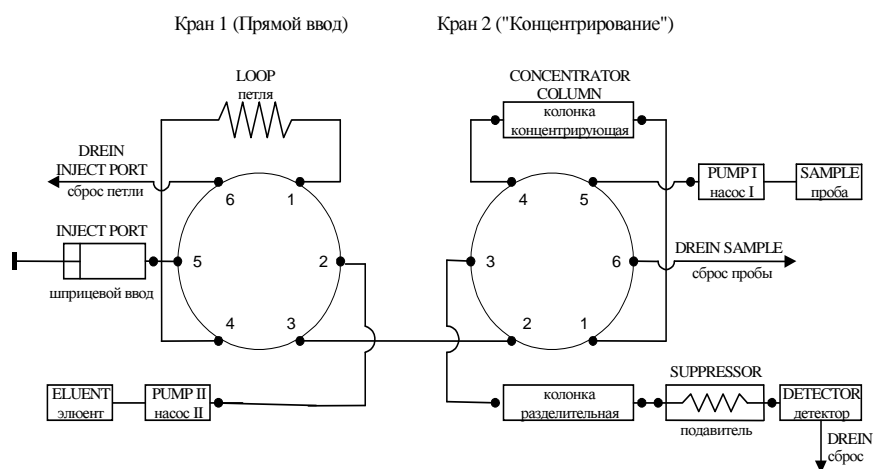 Кран 1 (Прямой ввод)
Кран 2 ("Концентрирование")
LOOP
петля
CONCENTRATOR
COLUMN
колонка
концентрирующая
DREIN
INJECT PORT
сброс петли
6
1
4
5
PUMP I
насос I
SAMPLE
проба
INJECT PORT
шприцевой ввод
5
2
3
6
DREIN SAMPLE
сброс пробы
4
3
2
1
ELUENT
элюент
PUMP II
насос II
колонка
разделительная
SUPPRESSOR
подавитель
DETECTOR
детектор
DREIN
сброс